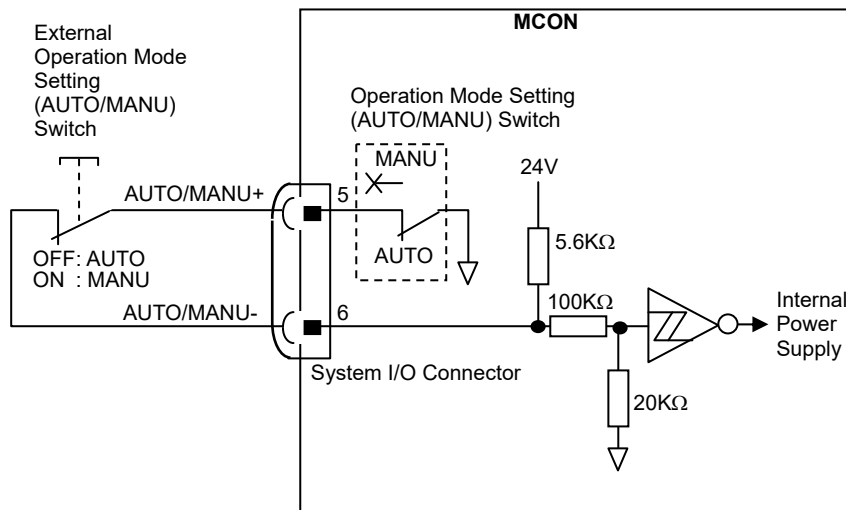 MCON
External
Operation Mode
Setting
(AUTO/MANU)
Switch
Operation Mode Setting
(AUTO/MANU) Switch
MANU
24V
AUTO/MANU+
5
5.6KΩ
OFF: AUTO
ON : MANU
AUTO
AUTO/MANU-
6
100KΩ
Internal
Power
Supply
System I/O Connector
20KΩ